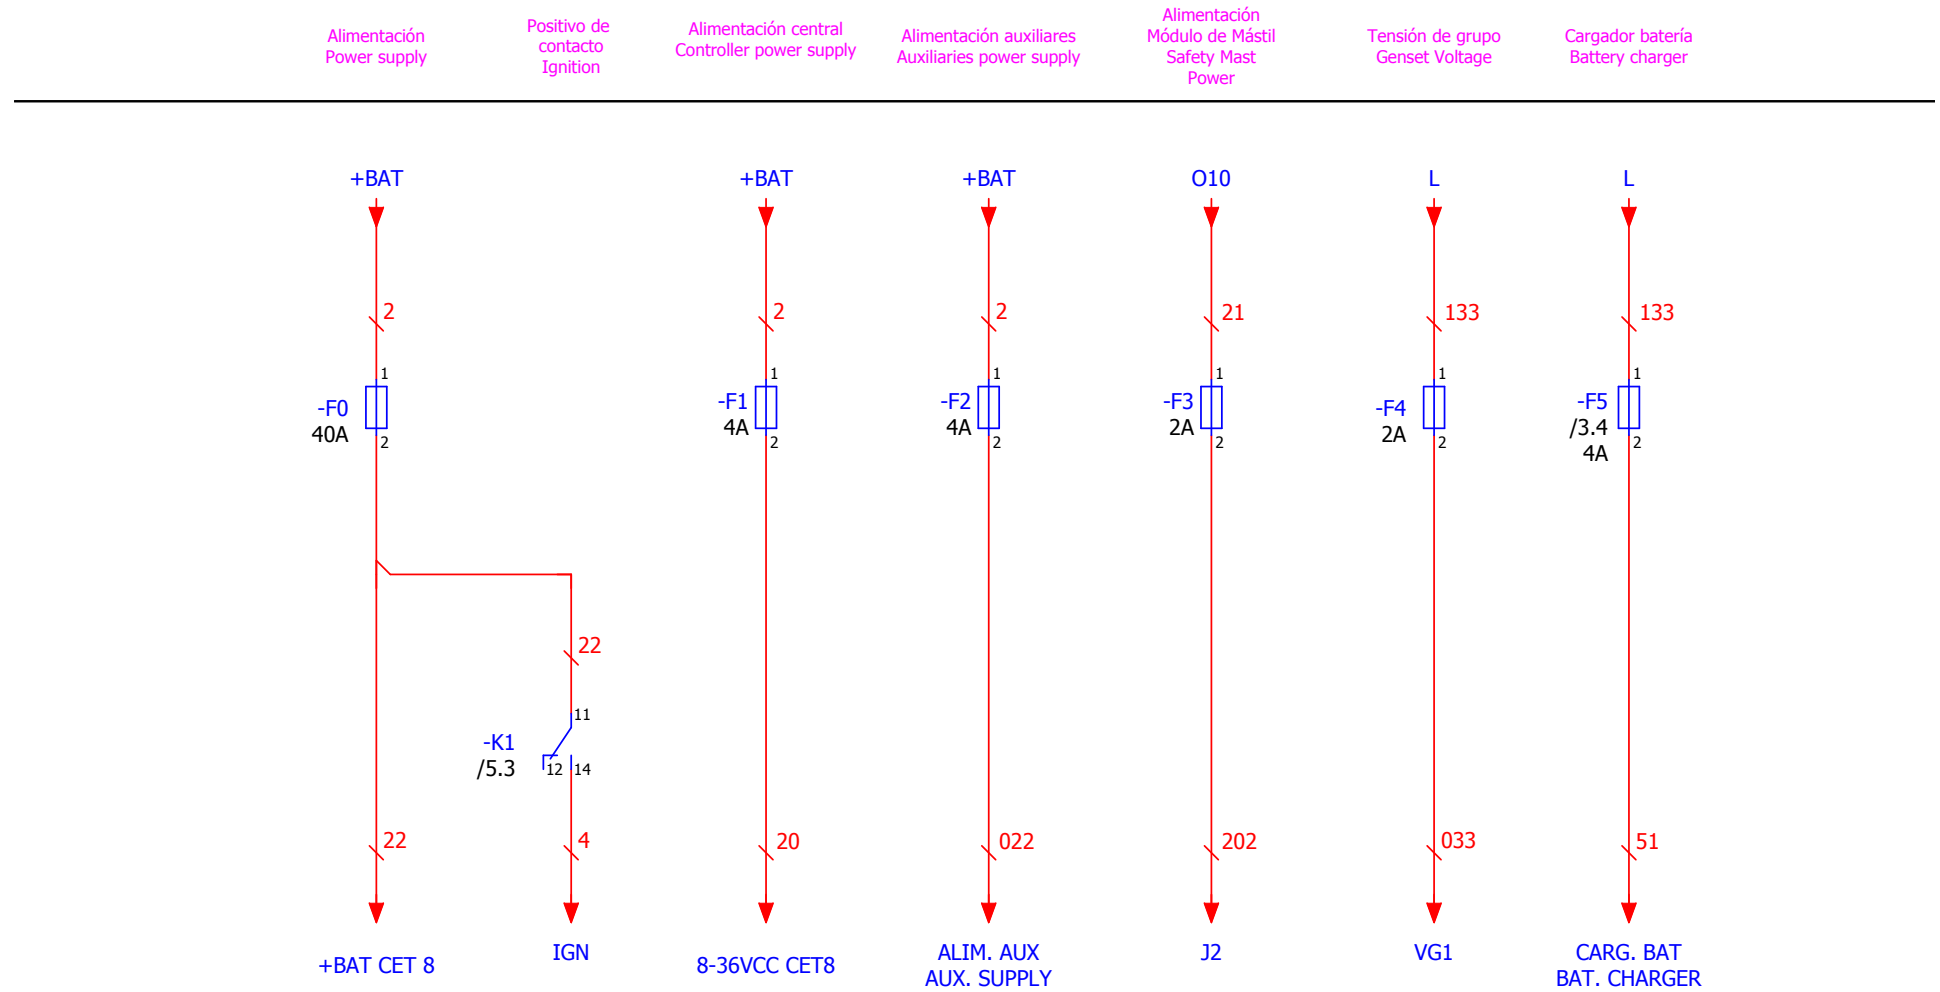 Alimentación
Power supply
Positivo de
contacto
Ignition
Alimentación central
Controller power supply
Alimentación auxiliares
Auxiliaries power supply
Alimentación
Módulo de Mástil
Safety Mast
Power
Tensión de grupo
Genset Voltage
Cargador batería
Battery charger
+BAT
+BAT
+BAT
O10
L
L
2
2
2
21
133
133
1
-F0
40A
2
1
-F1
4A
2
1
-F2
4A
2
1
-F3
2A
2
1
-F4
2A
2
1
-F5
/3.4
4A
2
22
11
-K1
/5.3
12
14
22
4
20
022
202
033
51
+BAT CET 8
IGN
8-36VCC CET8
ALIM. AUX
AUX. SUPPLY
J2
VG1
CARG. BAT
BAT. CHARGER